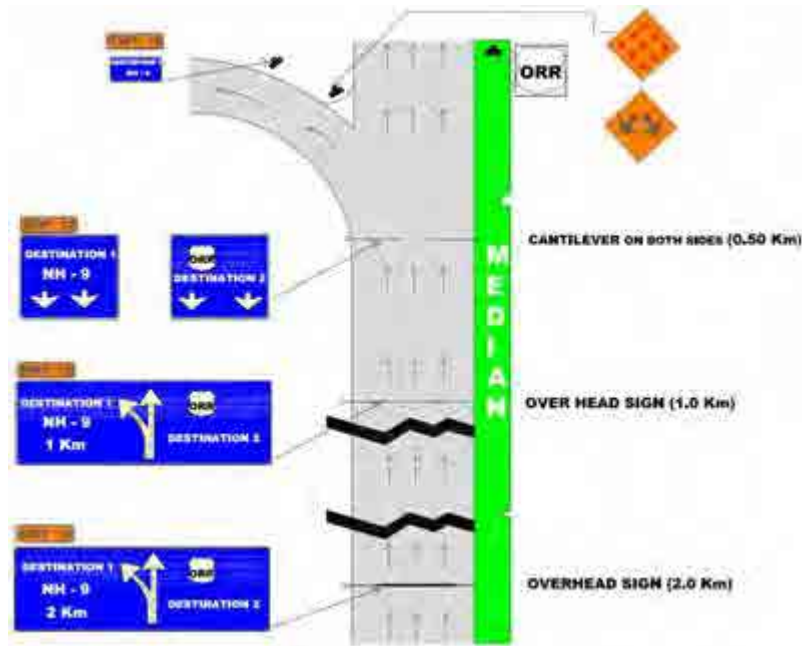 ORR
CANTILEVER ON BOTH SIDES (0.50 Km)
DESTINATION 1
NH - 9
ORR
DESTINATION 2
MEDIAN
OVER HEAD SIGN (1.0 Km)
DESTINATION 1
NH - 9
1 Km
ORR
DESTINATION 2
OVERHEAD SIGN (2.0 Km)
DESTINATION 1
NH - 9
2 Km
ORR
DESTINATION 2